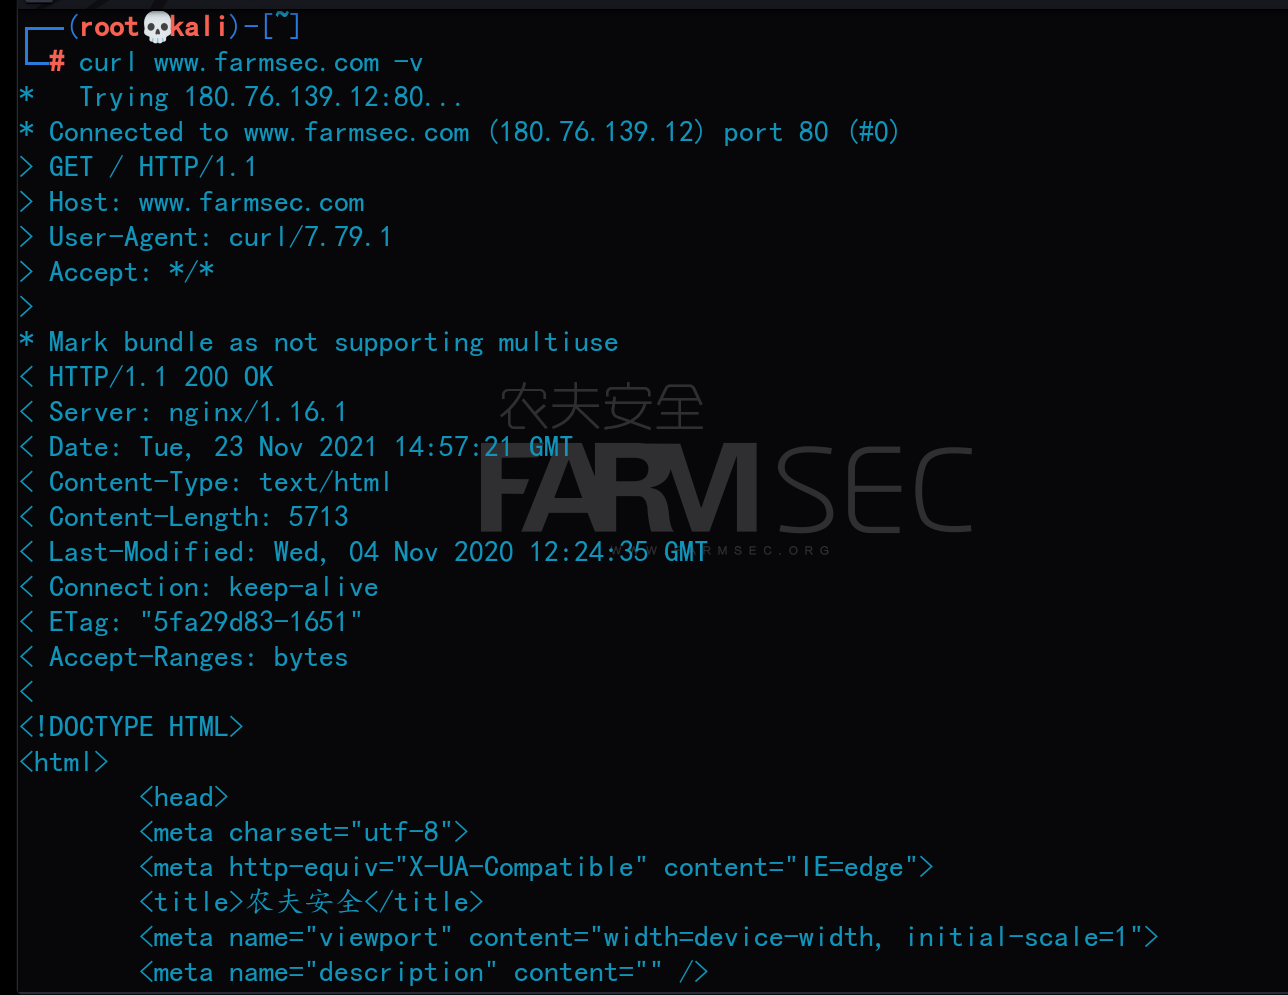 ┌──(root💀kali)-[~]
└─# curl www.farmsec.com -v
*   Trying 180.76.139.12:80...
* Connected to www.farmsec.com (180.76.139.12) port 80 (#0)
> GET / HTTP/1.1
> Host: www.farmsec.com
> User-Agent: curl/7.79.1
> Accept: */*
>
* Mark bundle as not supporting multiuse
< HTTP/1.1 200 OK
< Server: nginx/1.16.1
< Date: Tue, 23 Nov 2021 14:57:21 GMT
< Content-Type: text/html
< Content-Length: 5713
< Last-Modified: Wed, 04 Nov 2020 12:24:35 GMT
< Connection: keep-alive
< ETag: "5fa29d83-1651"
< Accept-Ranges: bytes
<
<!DOCTYPE HTML>
<html>
        <head>
        <meta charset="utf-8">
        <meta http-equiv="X-UA-Compatible" content="IE=edge">
        <title>农夫安全</title>
        <meta name="viewport" content="width=device-width, initial-scale=1">
        <meta name="description" content="" />
农夫安全
FARMSEC
WWW.FARMSEC.ORG